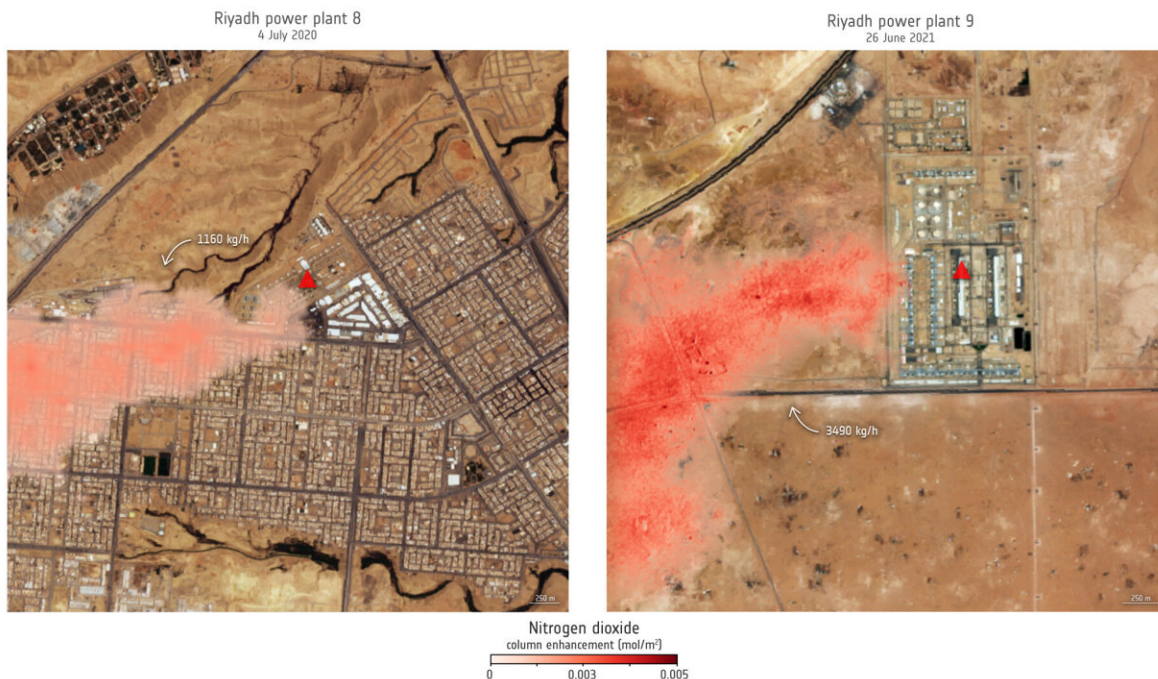 Riyadh power plant 8
4 July 2020
Riyadh power plant 9
26 June 2021
1160 kg/h
3490 kg/h
250 m
250 m
Nitrogen dioxide
column enhancement (mol/m²)
0 0.003 0.005